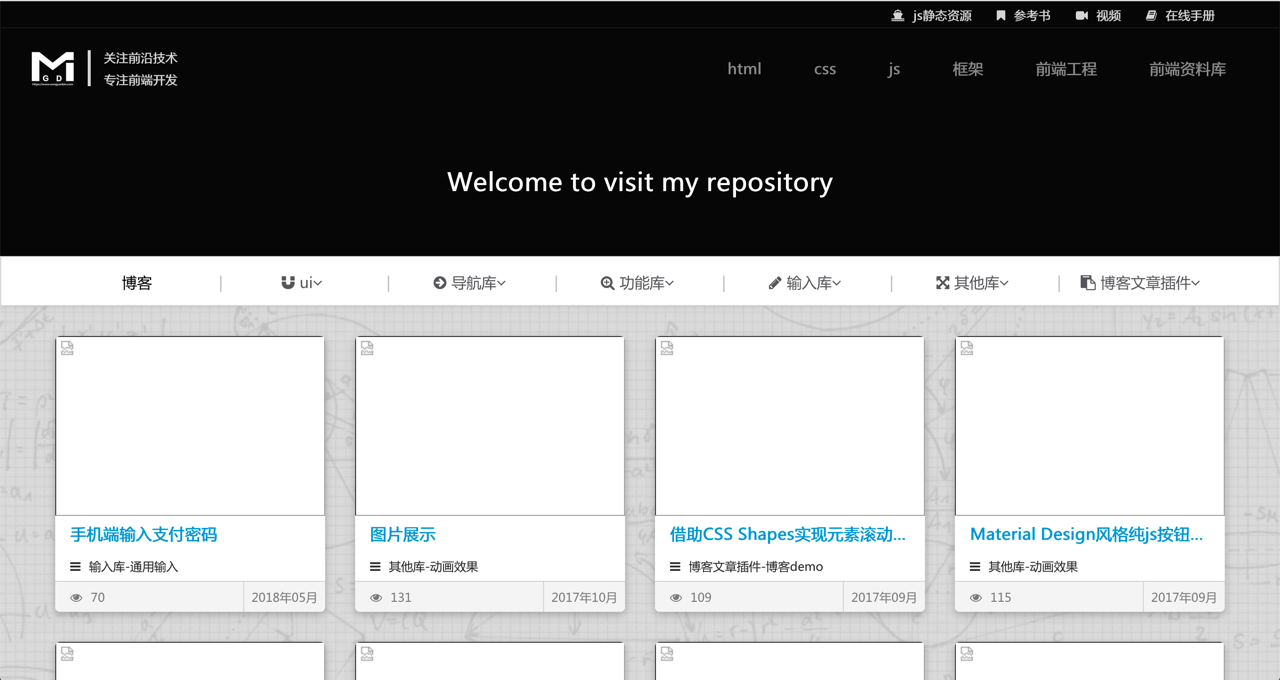 js静态资源 参考书 视频 在线手册
关注前沿技术
专注前端开发
GD
html css js 框架 前端工程 前端资料库
Welcome to visit my repository
博客 ui 导航库 功能库 输入库 其他库 博客文章插件
手机端输入支付密码 图片展示 借助CSS Shapes实现元素滚动... Material Design风格纯js按钮...
输入库-通用输入 其他库-动画效果 博客文章插件-博客demo 其他库-动画效果
70 2018年05月 131 2017年10月 109 2017年09月 115 2017年09月